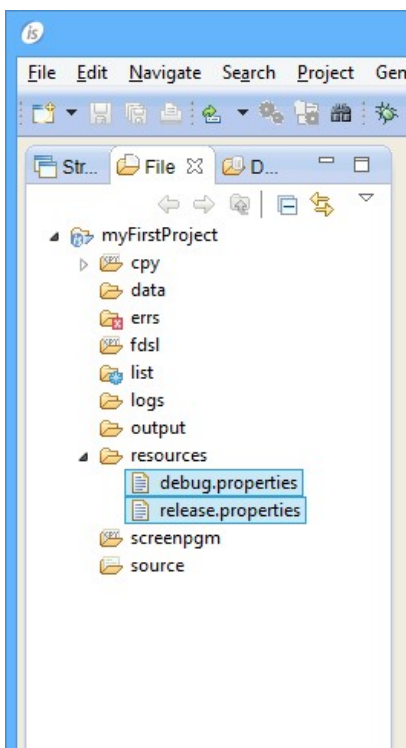 is
File Edit Navigate Search Project Gen
Str... File D...
myFirstProject
cpy
data
errs
fdsl
list
logs
output
resources
debug.properties
release.properties
screenpgm
source